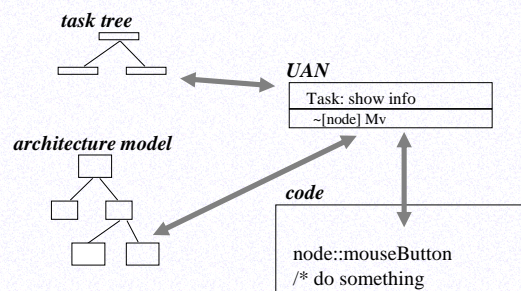 task tree
UAN
Task: show info
~[node] Mv
architecture model
code
node::mouseButton
/* do something